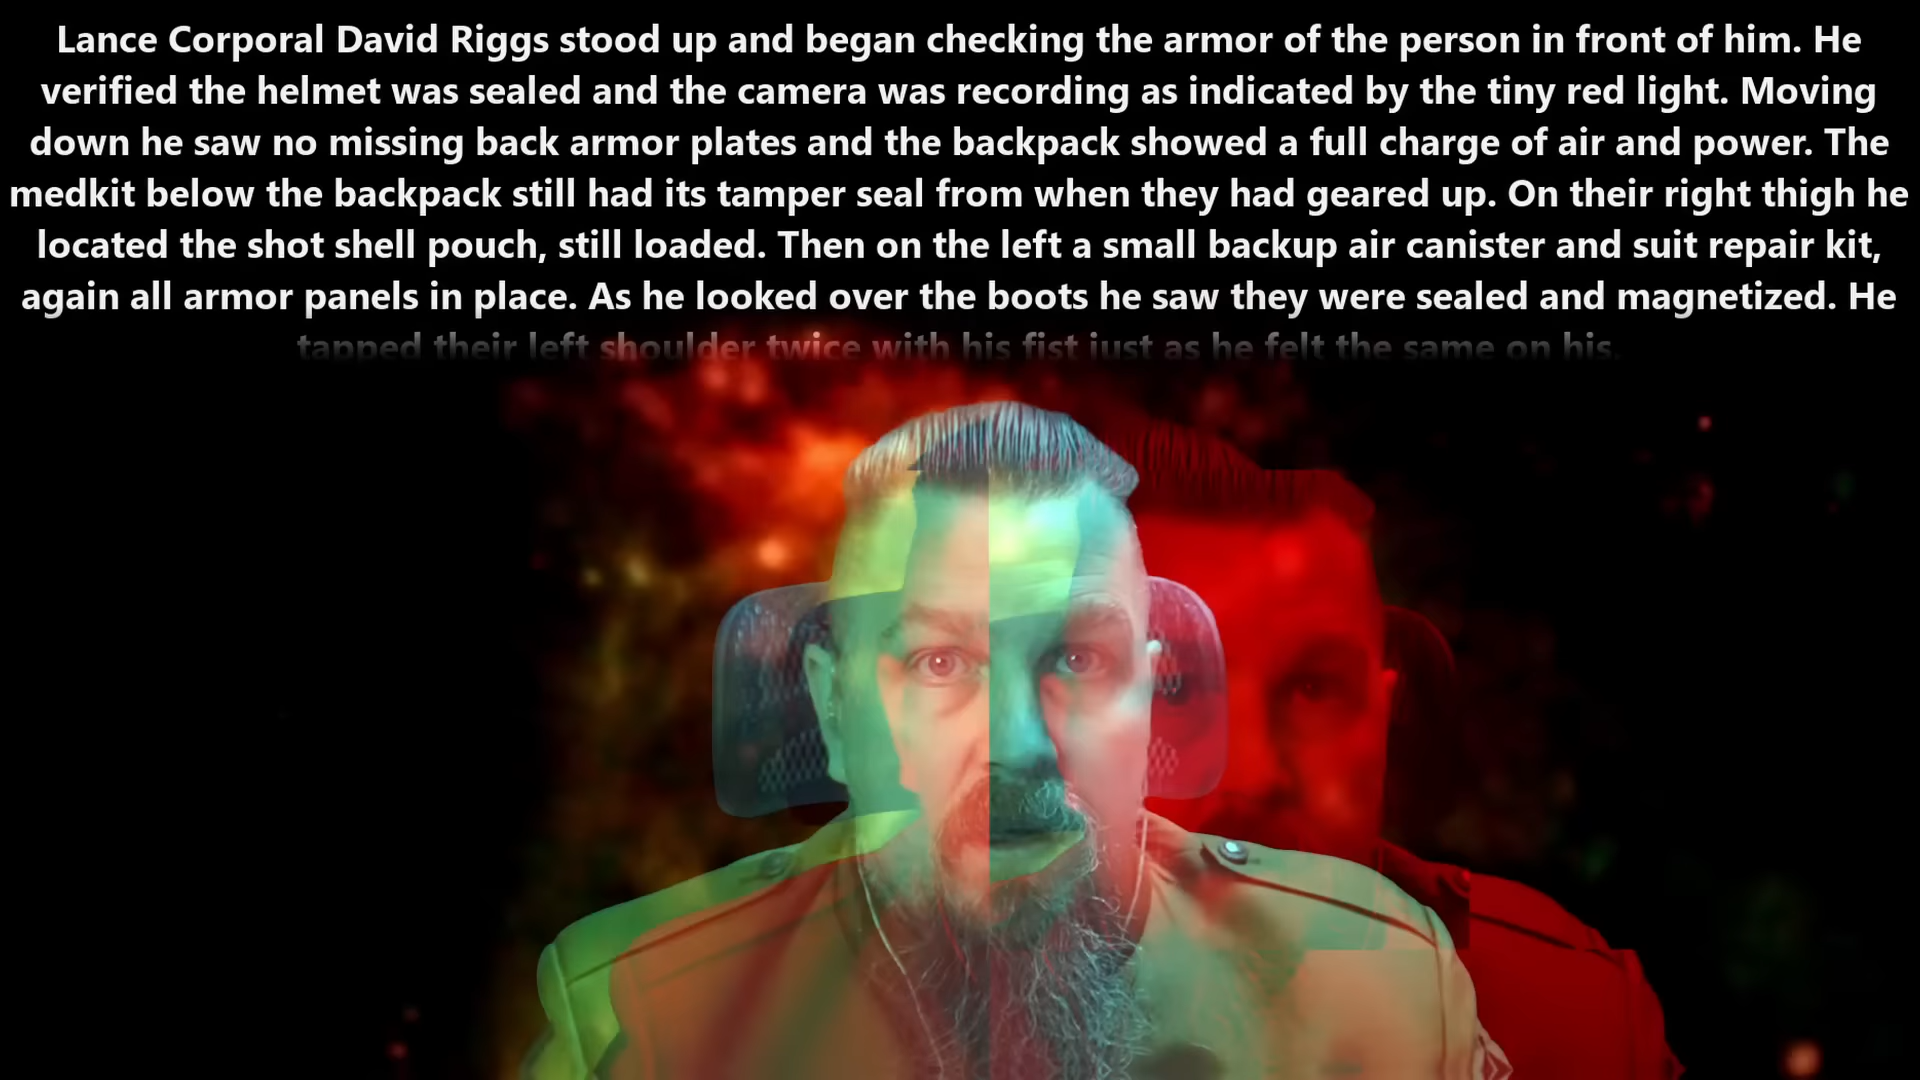 Lance Corporal David Riggs stood up and began checking the armor of the person in front of him. He
verified the helmet was sealed and the camera was recording as indicated by the tiny red light. Moving
down he saw no missing back armor plates and the backpack showed a full charge of air and power. The
medkit below the backpack still had its tamper seal from when they had geared up. On their right thigh he
located the shot shell pouch, still loaded. Then on the left a small backup air canister and suit repair kit,
again all armor panels in place. As he looked over the boots he saw they were sealed and magnetized. He
tapped their left shoulder twice with his fist just as he felt the same on his.